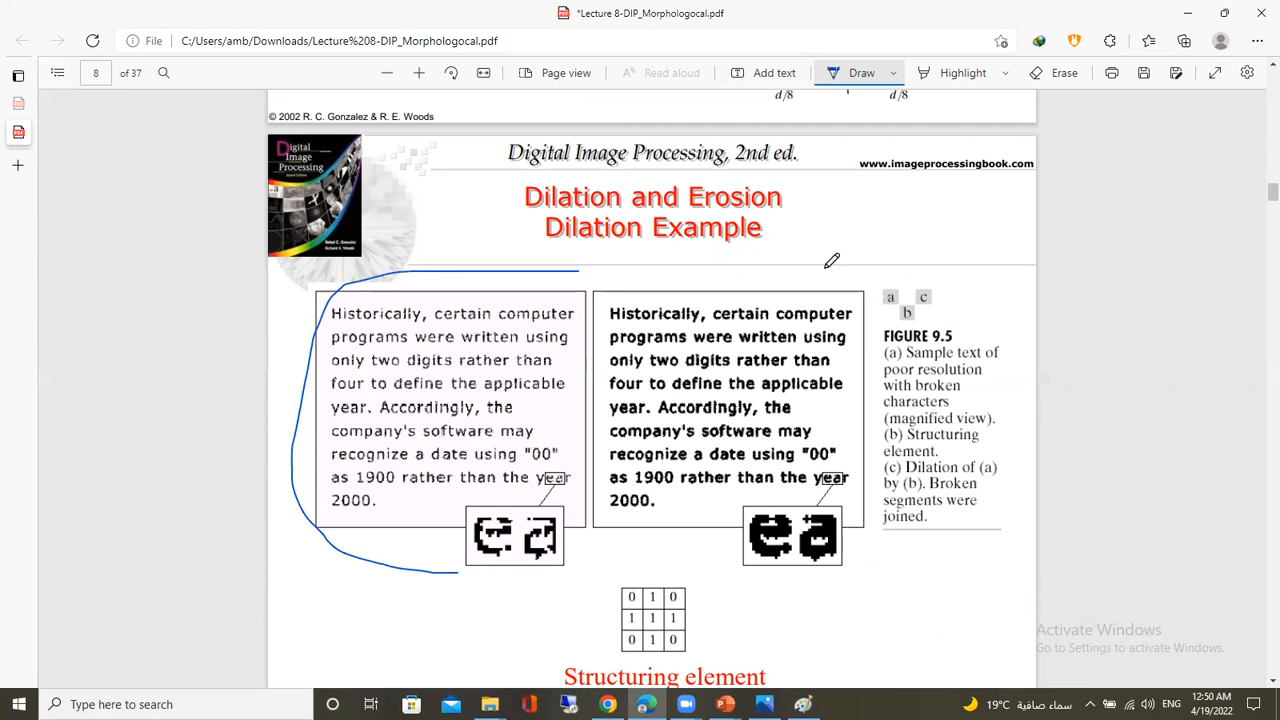 *Lecture 8-DIP_Morphologocal.pdf
File
C:/Users/amb/Downloads/Lecture%208-DIP_Morphologocal.pdf
8 of 37
Page view
Read aloud
Add text
Draw
Highlight
Erase
d/8 d/8
© 2002 R. C. Gonzalez & R. E. Woods
Digital
Image
Processing
Digital Image Processing, 2nd ed.
www.imageprocessingbook.com
Dilation and Erosion
Dilation Example
Historically, certain computer
programs were written using
only two digits rather than
four to define the applicable
year. Accordingly, the
company's software may
recognize a date using "00"
as 1900 rather than the year
2000.
ea
Historically, certain computer
programs were written using
only two digits rather than
four to define the applicable
year. Accordingly, the
company's software may
recognize a date using "00"
as 1900 rather than the year
2000.
ea
a c
b
FIGURE 9.5
(a) Sample text of
poor resolution
with broken
characters
(magnified view).
(b) Structuring
element.
(c) Dilation of (a)
by (b). Broken
segments were
joined.
0 1 0
1 1 1
0 1 0
Structuring element
Activate Windows
Go to Settings to activate Windows.
Type here to search
19°C سماء صافية
ENG
12:50 AM
4/19/2022